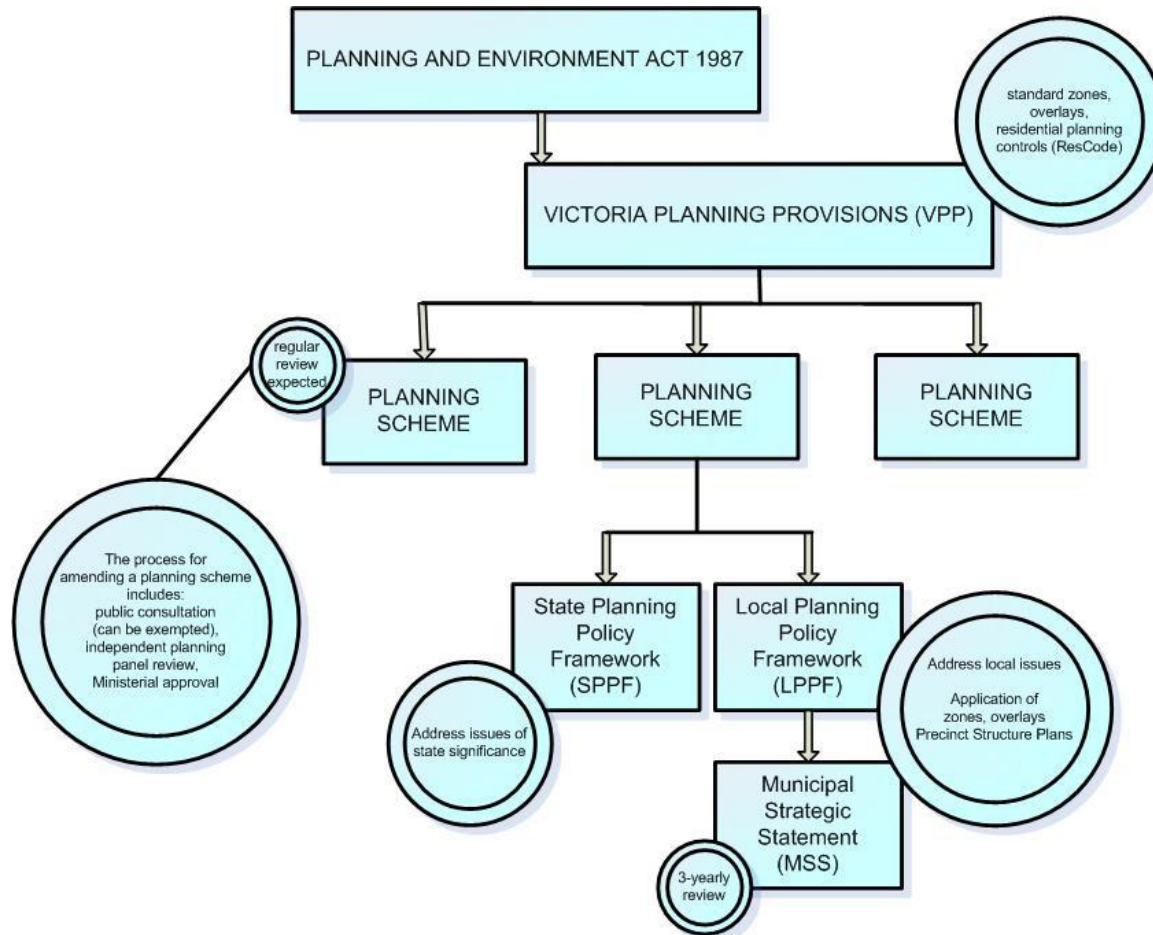 PLANNING AND ENVIRONMENT ACT 1987
standard zones,
overlays,
residential planning
controls (ResCode)
VICTORIA PLANNING PROVISIONS (VPP)
regular
review
expected
PLANNING
SCHEME
PLANNING
SCHEME
PLANNING
SCHEME
The process for
amending a planning scheme
includes:
public consultation
(can be exempted),
independent planning
panel review,
Ministerial approval
State Planning
Policy
Framework
(SPPF)
Local Planning
Policy
Framework
(LPPF)
Address local issues
Application of
zones, overlays
Precinct Structure Plans
Address issues of
state significance
Municipal
Strategic
Statement
(MSS)
3-yearly
review